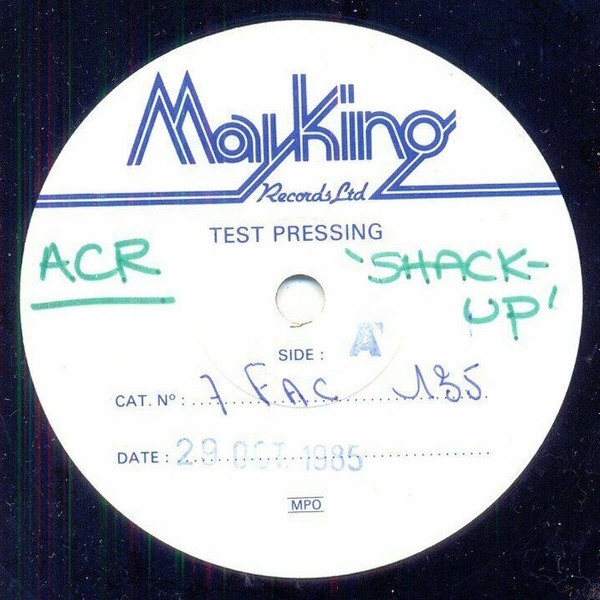 Mayking
Records Ltd
TEST PRESSING
ACR
'SHACK-
UP'
SIDE : A
CAT. Nº : 7 FAC 135
DATE : 29 OCT. 1985
MPO